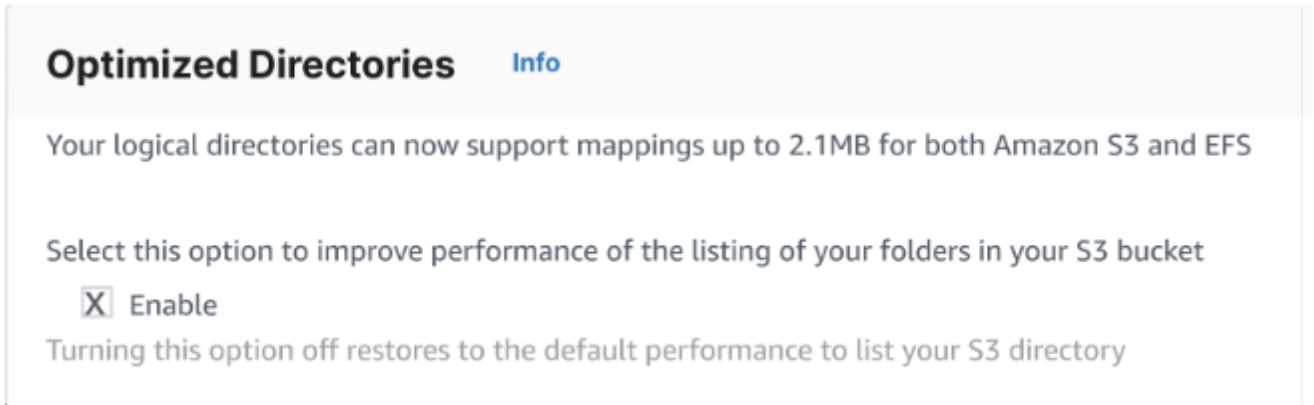 Optimized Directories Info
Your logical directories can now support mappings up to 2.1MB for both Amazon S3 and EFS
Select this option to improve performance of the listing of your folders in your S3 bucket
X Enable
Turning this option off restores to the default performance to list your S3 directory